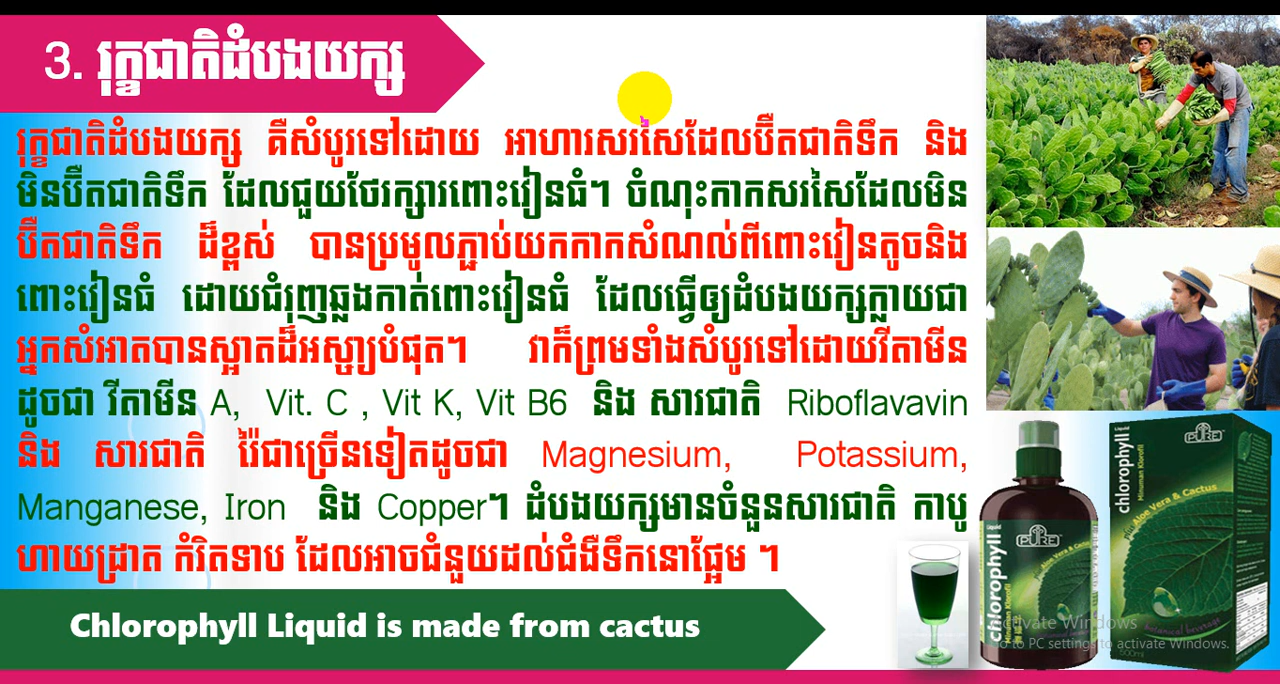 3. រុក្ខជាតិដំបងយក្ស
រុក្ខជាតិដំបងយក្ស គឺសំបូរទៅដោយ អាហារសរសៃដែលប៊ឺតជាតិទឹក និង
មិនប៊ឺតជាតិទឹក ដែលជួយថែរក្សារពោះវៀនធំ។ ចំណុះកាកសរសៃដែលមិន
ប៊ឺតជាតិទឹក ដ៏ខ្ពស់ បានប្រមូលភ្ជាប់យកកាកសំណល់ពីពោះវៀនតូចនិង
ពោះវៀនធំ ដោយជំរុញឆ្លងកាត់ពោះវៀនធំ ដែលធ្វើឲ្យដំបងយក្សក្លាយជា
អ្នកសំអាតបានស្អាតដ៏អស្ចារ្យបំផុត។ វាក៏ព្រមទាំងសំបូរទៅដោយវីតាមីន
ដូចជា វីតាមីន A, Vit. C , Vit K, Vit B6 និង សារជាតិ Riboflavavin
និង សារជាតិ រ៉ៃជាច្រើនទៀតដូចជា Magnesium, Potassium,
Manganese, Iron និង Copper។ ដំបងយក្សមានចំនួនសារជាតិ កាបូ
ហាយដ្រាត កំរិតទាប ដែលអាចជំនួយដល់ជំងឺទឹកនោផ្អែម ។
Chlorophyll Liquid is made from cactus
Liquid
chlorophyll
Minuman Klorofil
PURE
plus Aloe Vera & Cactus
Liquid
chlorophyll
Minuman Klorofil
PURE
plus Aloe Vera & Cactus
botanical beverage
500ml
Activate Windows
Go to PC settings to activate Windows.